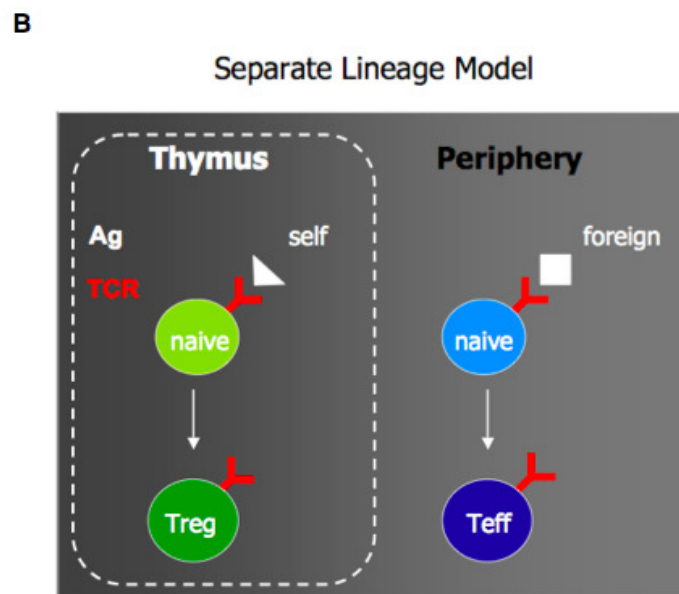 B
Separate Lineage Model
Thymus
Periphery
Ag
self
foreign
TCR
naive
naive
Treg
Teff